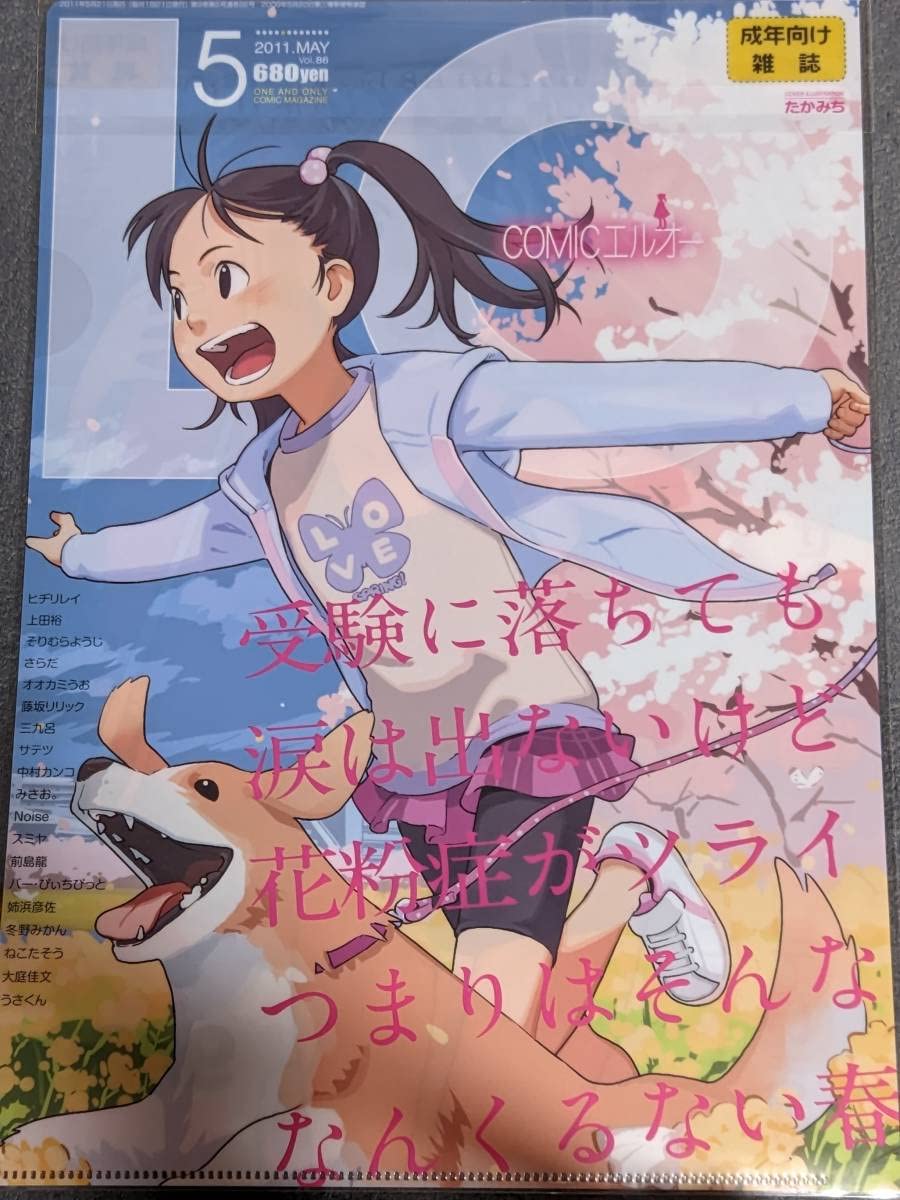 5
2011.MAY
Vol.86
680yen
ONE AND ONLY
COMIC MAGAZINE
成年向け
雑誌
COVER ILLUSTRATION
たかみち
LO
COMICエルオー
LOVE
SPRING!
ヒヂリレイ
上田裕
そりむらようじ
さらだ
オオカミうお
藤坂リリック
三九呂
サテツ
中村カンコ
みさお。
Noise
スミヤ
前島龍
バー・ぴぃちぴっと
姉浜彦佐
冬野みかん
ねこたそう
大庭佳文
うさくん
受験に落ちても
涙は出ないけど
花粉症がツライ
つまりはそんな
なんくるない春